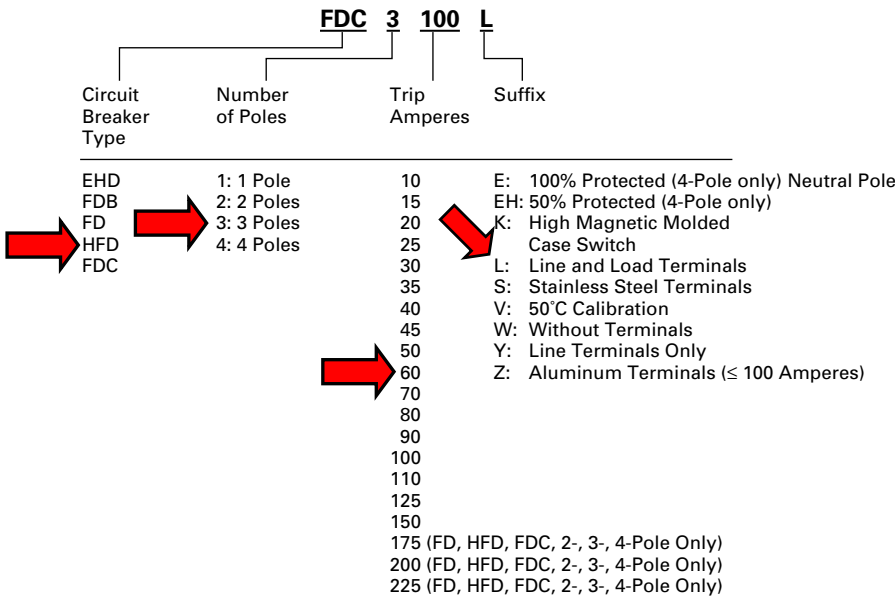 FDC 3 100 L
Circuit Breaker Type
Number of Poles
Trip Amperes
Suffix
EHD
FDB
FD
HFD
FDC
1: 1 Pole
2: 2 Poles
3: 3 Poles
4: 4 Poles
10
15
20
25
30
35
40
45
50
60
70
80
90
100
110
125
150
175 (FD, HFD, FDC, 2-, 3-, 4-Pole Only)
200 (FD, HFD, FDC, 2-, 3-, 4-Pole Only)
225 (FD, HFD, FDC, 2-, 3-, 4-Pole Only)
E: 100% Protected (4-Pole only) Neutral Pole
EH: 50% Protected (4-Pole only)
K: High Magnetic Molded
Case Switch
L: Line and Load Terminals
S: Stainless Steel Terminals
V: 50°C Calibration
W: Without Terminals
Y: Line Terminals Only
Z: Aluminum Terminals (≤ 100 Amperes)